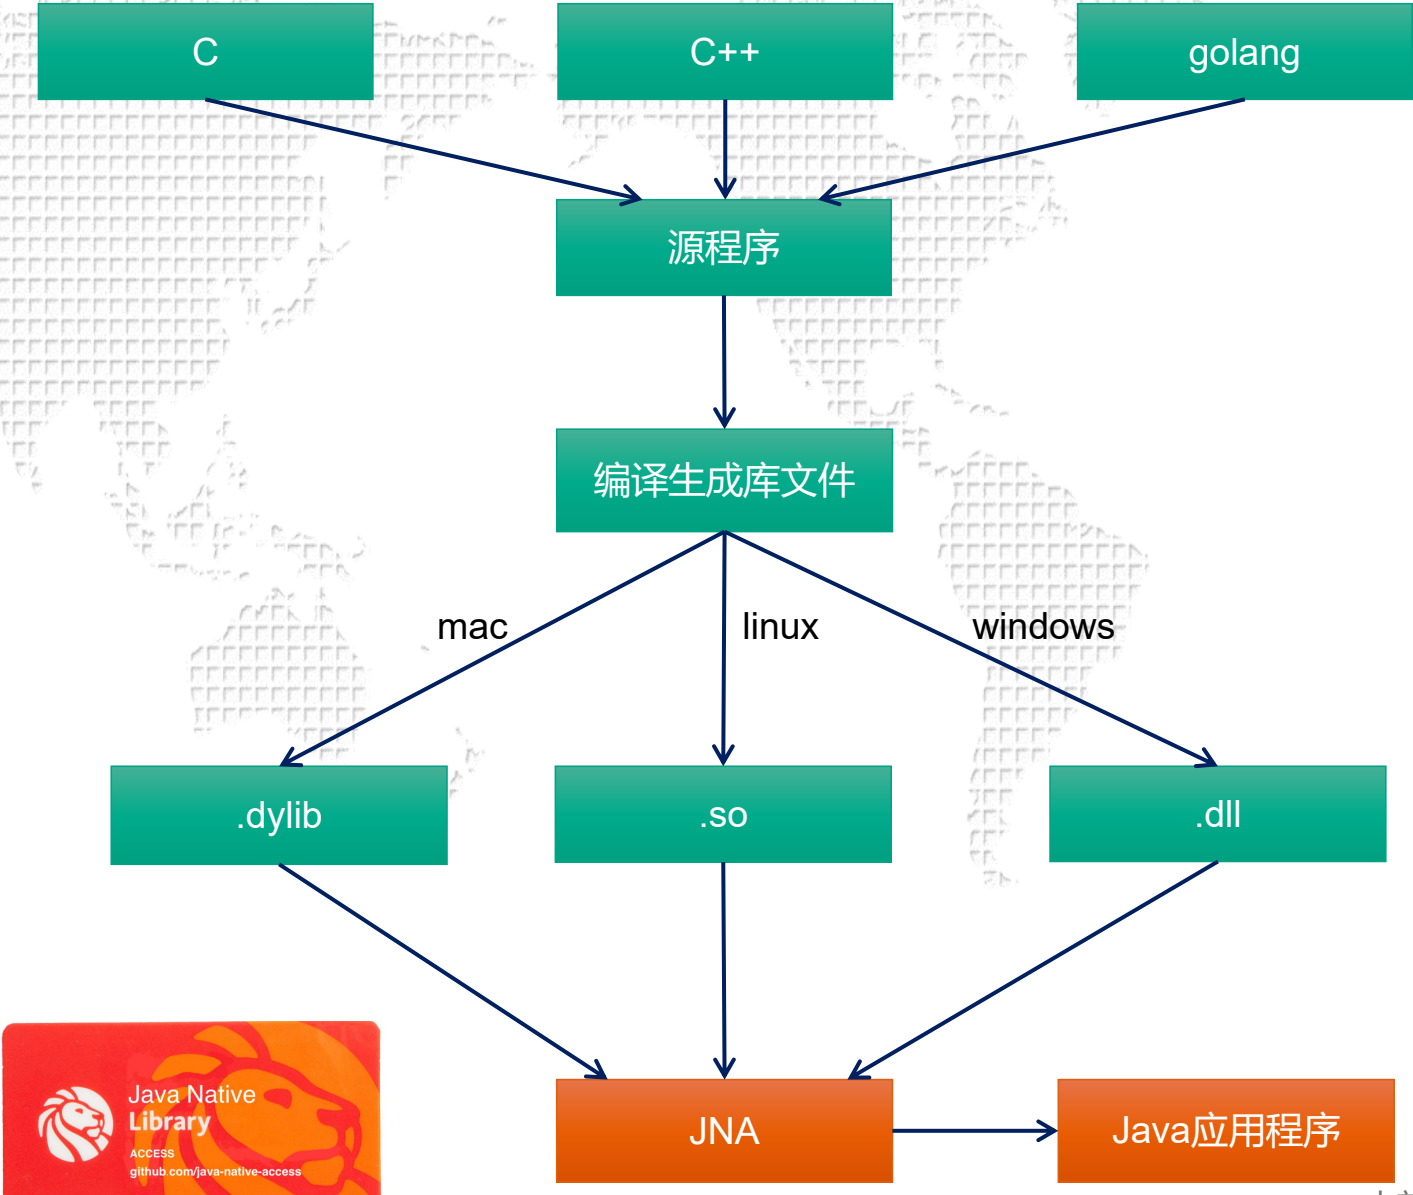 C
C++
golang
源程序
编译生成库文件
mac
linux
windows
.dylib
.so
.dll
Java Native
Library
ACCESS
github.com/java-native-access
JNA
Java应用程序